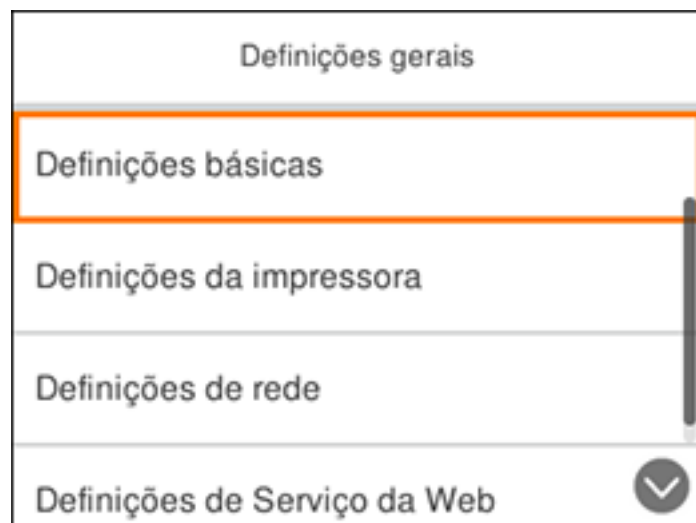 Definições gerais
Definições básicas
Definições da impressora
Definições de rede
Definições de Serviço da Web